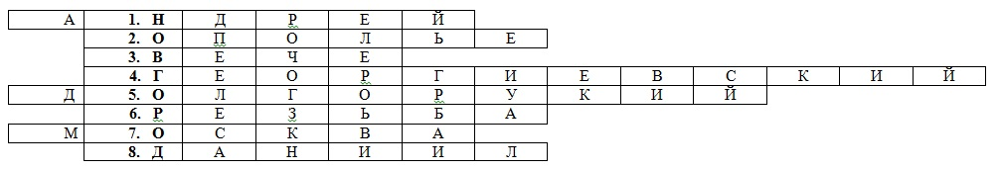 А 1. Н Д Р Е Й
2. О П О Л Ь Е
3. В Е Ч Е
4. Г Е О Р Г И Е В С К И Й
Д 5. О Л Г О Р У К И Й
6. Р Е З Ь Б А
М 7. О С К В А
8. Д А Н И И Л